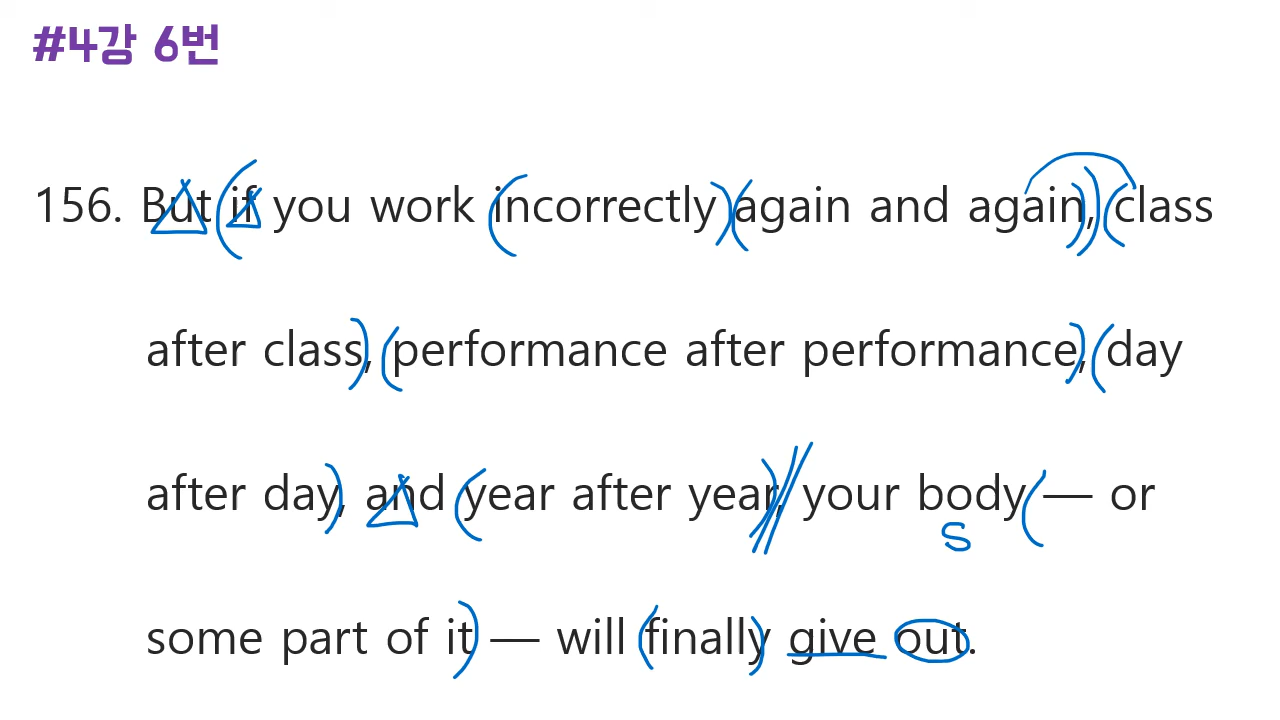 #4강 6번
156. But if you work incorrectly again and again, class
after class, performance after performance, day
after day, and year after year, your body — or
S
some part of it — will finally give out.